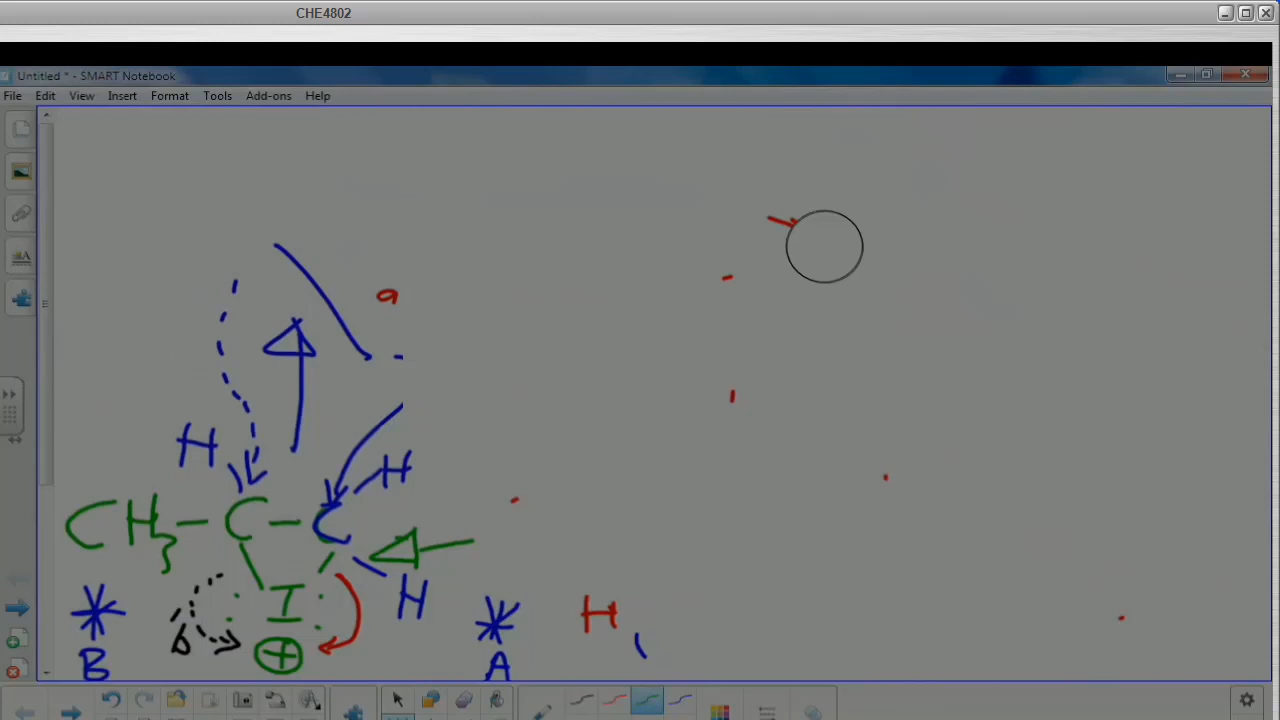 CHE4802
Untitled * - SMART Notebook
File Edit View Insert Format Tools Add-ons Help
a
H
H
CH3 - C - C
I
H
H
b
+
B
A